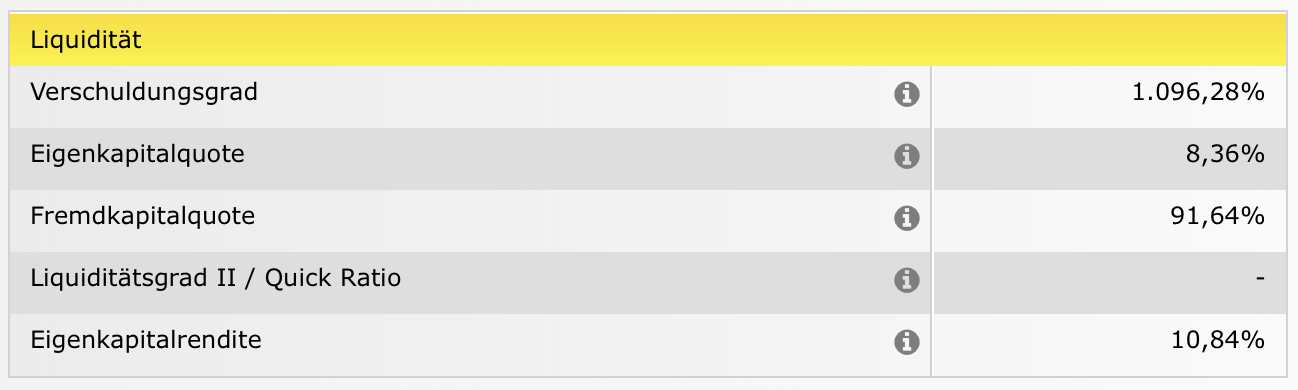 Liquidität
Verschuldungsgrad 1.096,28%
Eigenkapitalquote 8,36%
Fremdkapitalquote 91,64%
Liquiditätsgrad II / Quick Ratio -
Eigenkapitalrendite 10,84%